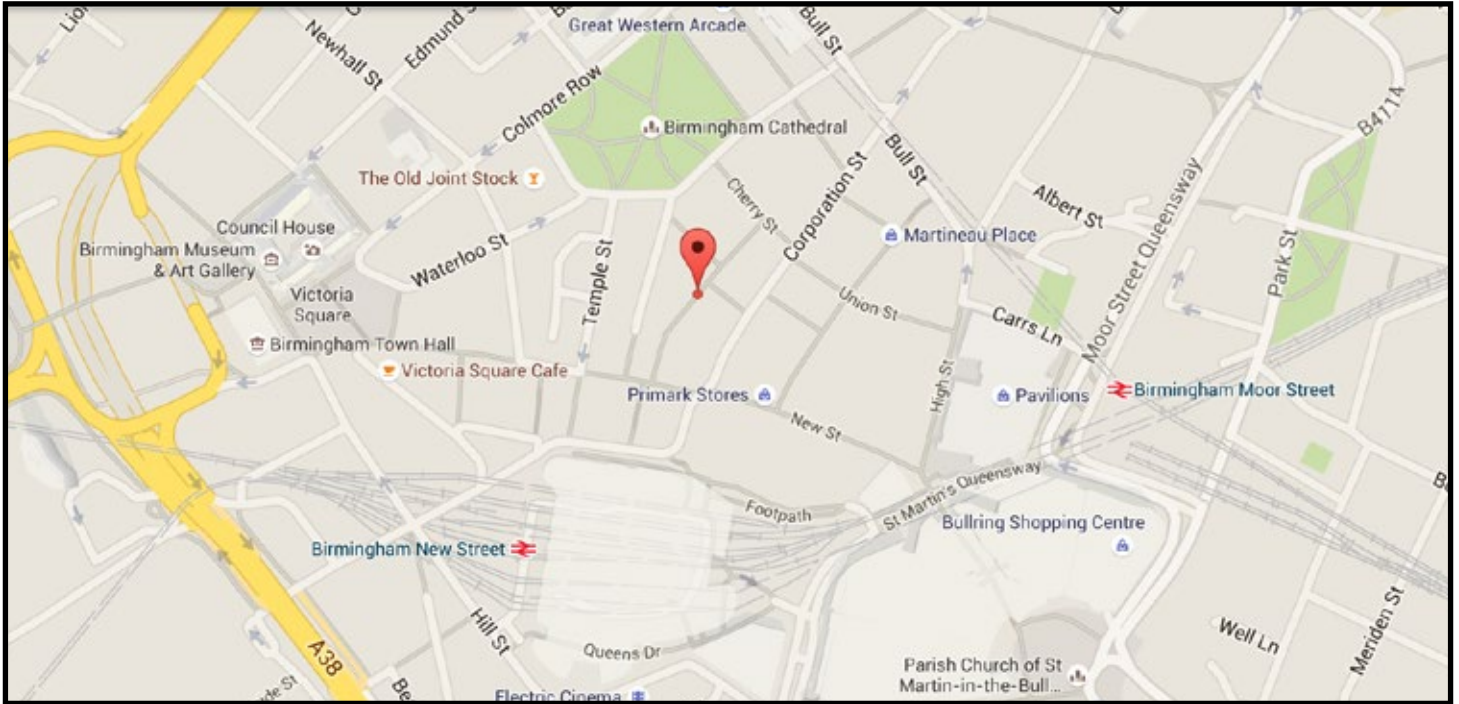 Great Western Arcade
Bull St
Newhall St
Edmund
Colmore Row
Birmingham Cathedral
B4114
The Old Joint Stock
Bull St
Corporation St
Cherry St
Albert St
Council House
Birmingham Museum
& Art Gallery
Waterloo St
Temple St
Martineau Place
Moor Street Queensway
Park St
Victoria
Square
Union St
Carrs Ln
Birmingham Town Hall
Victoria Square Cafe
Primark Stores
High St
Pavilions
Birmingham Moor Street
New St
St Martin's Queensway
Footpath
Bullring Shopping Centre
Birmingham New Street
Hill St
Queens Dr
A38
Well Ln
Meriden St
Parish Church of St
Martin-in-the-Bull...
Electric Cinema